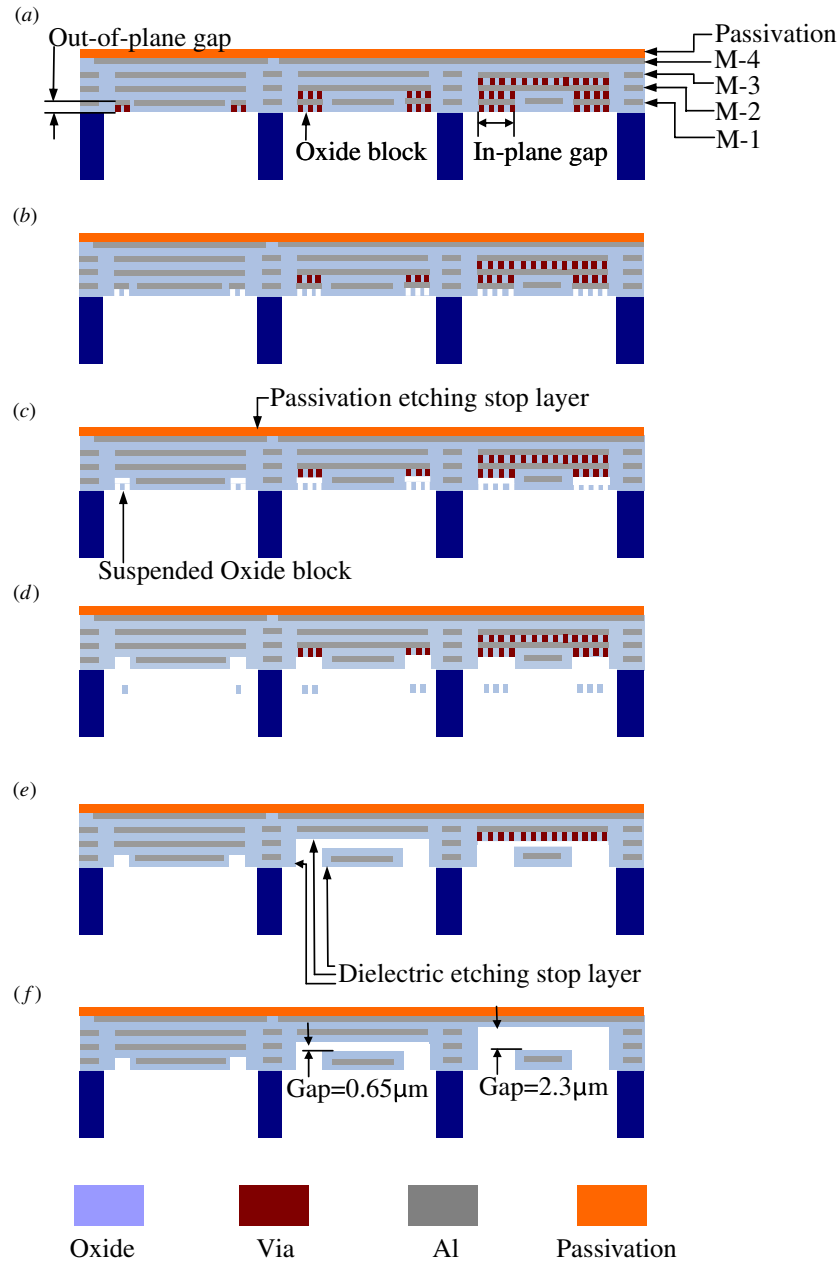 (a)
Out-of-plane gap
Passivation
M-4
M-3
M-2
M-1
Oxide block
In-plane gap
(b)
(c)
Passivation etching stop layer
Suspended Oxide block
(d)
(e)
Dielectric etching stop layer
(f)
Gap=0.65μm
Gap=2.3μm
Oxide
Via
Al
Passivation